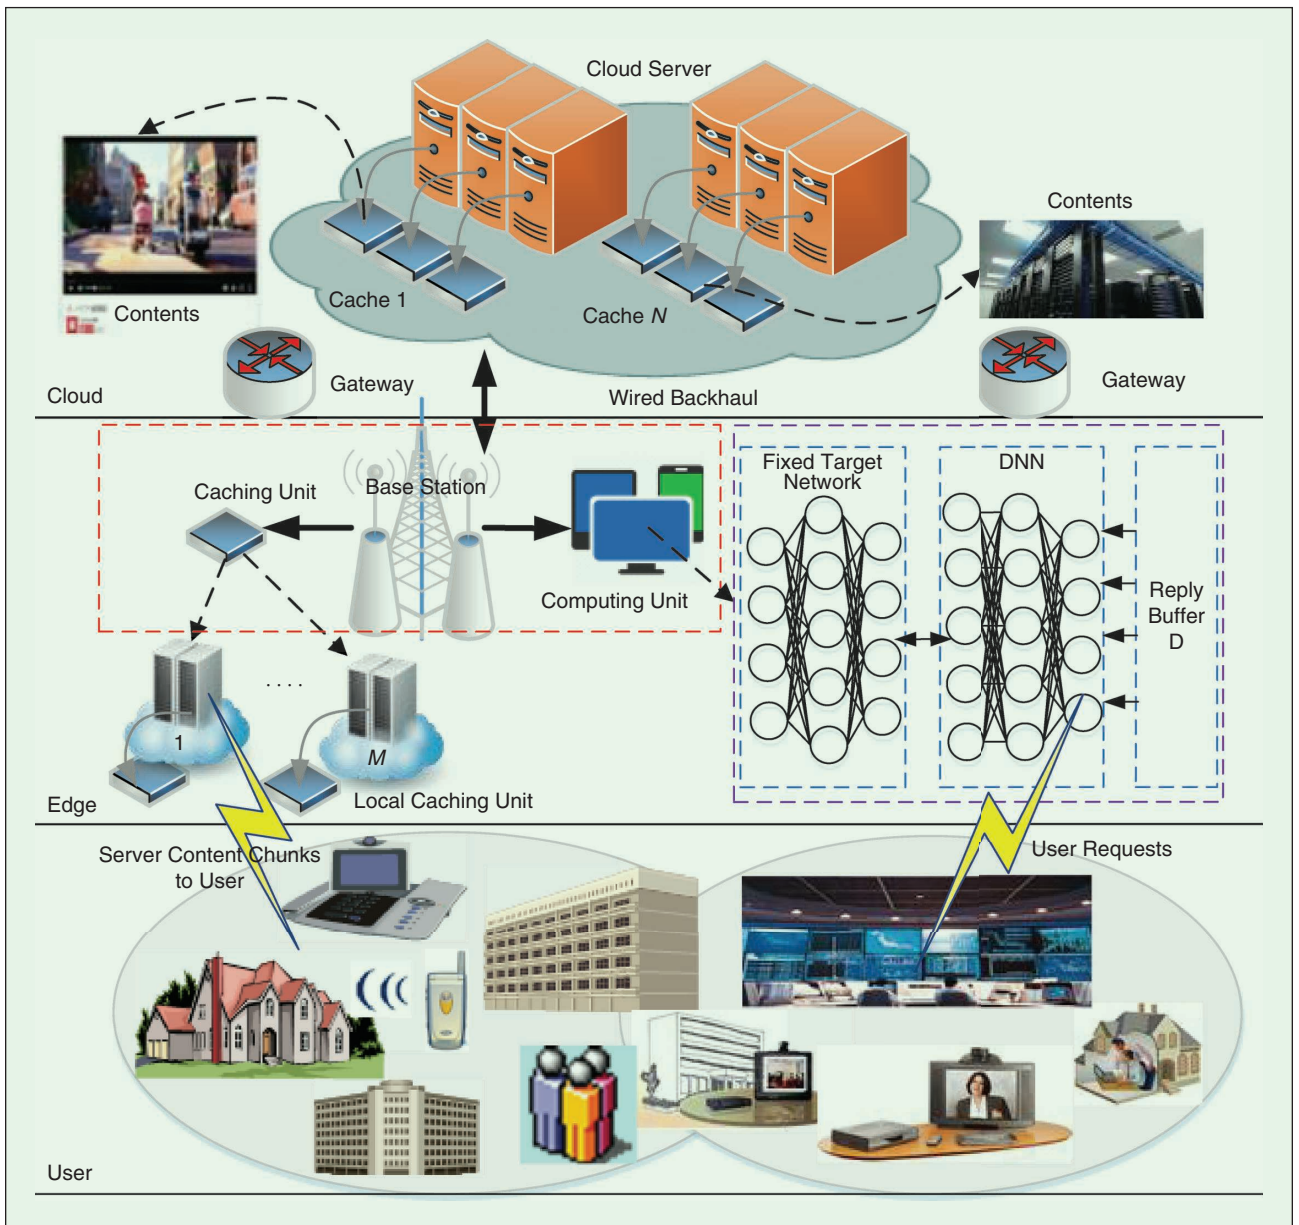 Cloud Server
Contents
Contents
Cache 1
Cache N
Gateway
Gateway
Wired Backhaul
Cloud
Caching Unit
Base Station
Computing Unit
Fixed Target
Network
DNN
Reply
Buffer
D
1
. . . .
M
Local Caching Unit
Edge
Server Content Chunks
to User
User Requests
User